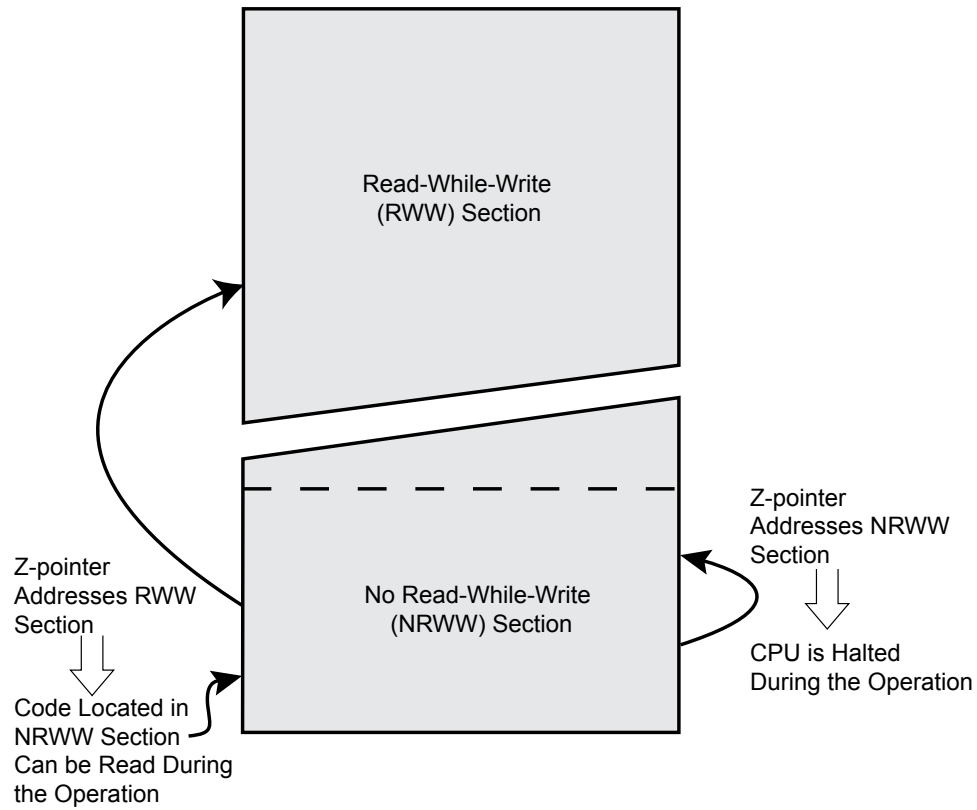 Read-While-Write
(RWW) Section
Z-pointer
Addresses RWW
Section
Code Located in
NRWW Section
Can be Read During
the Operation
No Read-While-Write
(NRWW) Section
Z-pointer
Addresses NRWW
Section
CPU is Halted
During the Operation